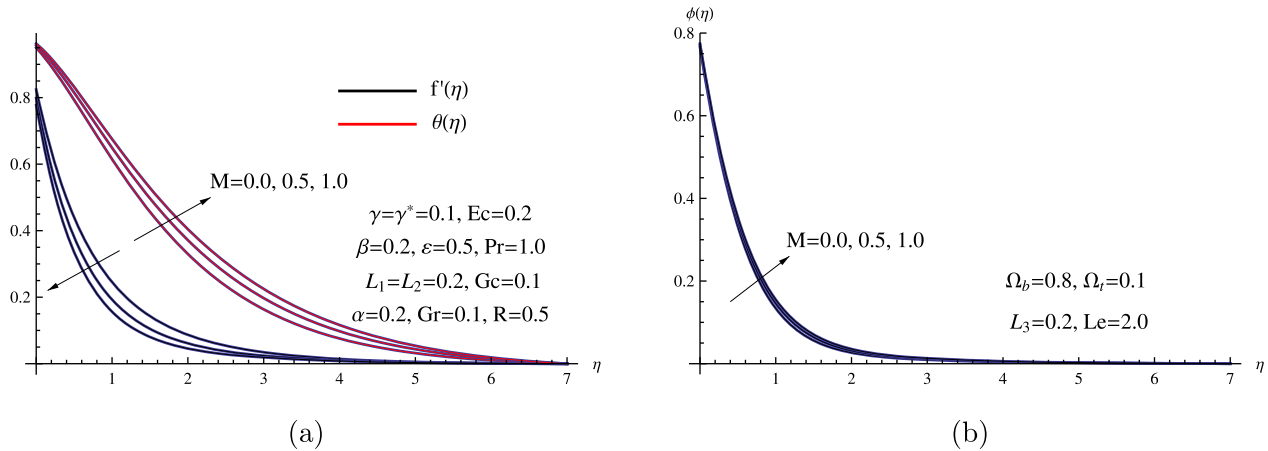 0.8
0.6
0.4
0.2
1 2 3 4 5 6 7 η
f'(η)
θ(η)
M=0.0, 0.5, 1.0
γ=γ*=0.1, Ec=0.2
β=0.2, ε=0.5, Pr=1.0
L₁=L₂=0.2, Gc=0.1
α=0.2, Gr=0.1, R=0.5
(a)
ϕ(η)
0.8
0.6
0.4
0.2
1 2 3 4 5 6 7 η
M=0.0, 0.5, 1.0
Ω_b=0.8, Ω_t=0.1
L₃=0.2, Le=2.0
(b)